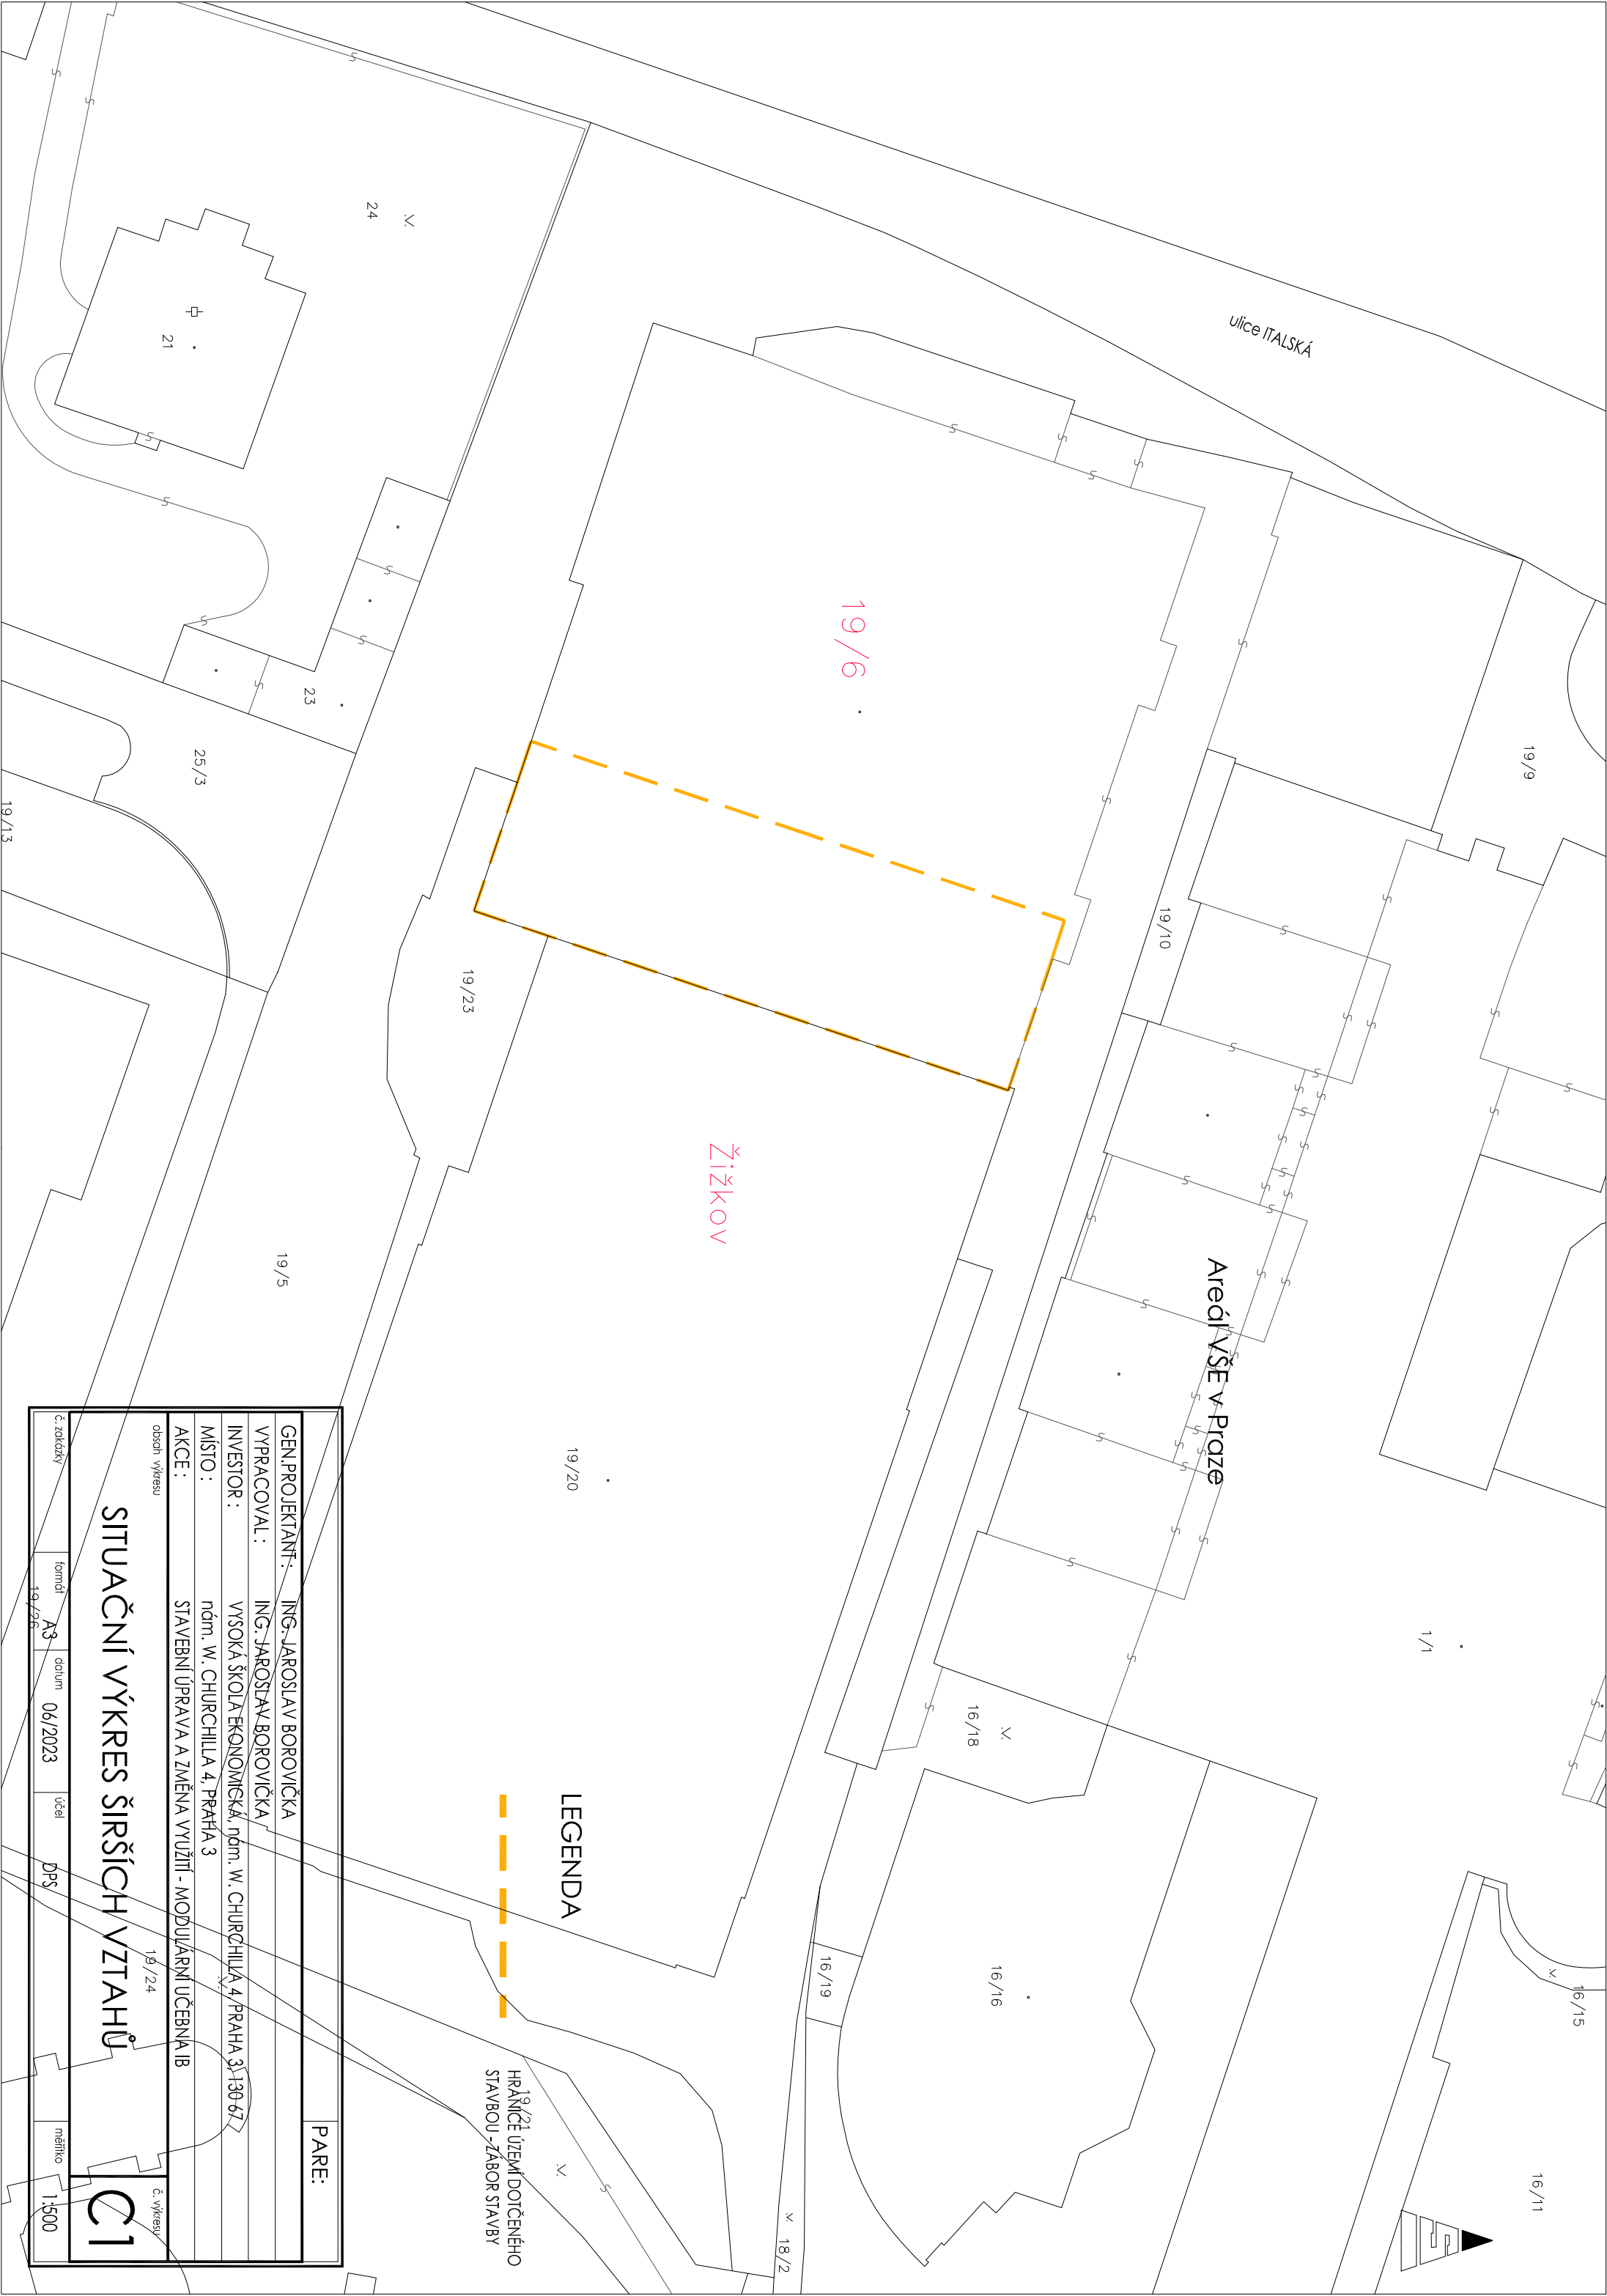 ulice ITALSKÁ
19/9
24
21
19/6
19/10
23
25/3
19/13
19/23
Žižkov
Areál VŠE v Praze
19/5
19/20
1/1
16/18
16/16
16/19
16/15
16/11
18/2
19/21
19/24
19/26
LEGENDA
HRANICE ÚZEMÍ DOTČENÉHO
STAVBOU - ZÁBOR STAVBY
PARE:
GEN.PROJEKTANT: ING. JAROSLAV BOROVIČKA
VYPRACOVAL: ING. JAROSLAV BOROVIČKA
INVESTOR: VYSOKÁ ŠKOLA EKONOMICKÁ, nám. W. CHURCHILLA 4, PRAHA 3, 130 67
MÍSTO: nám. W. CHURCHILLA 4, PRAHA 3
AKCE: STAVEBNÍ ÚPRAVA A ZMĚNA VYUŽITÍ - MODULÁRNÍ UČEBNA IB
obsah výkresu
SITUAČNÍ VÝKRES ŠIRŠÍCH VZTAHŮ
č. výkresu
C1
č. zakázky
formát A3
datum 06/2023
účel DPS
měřítko 1:500